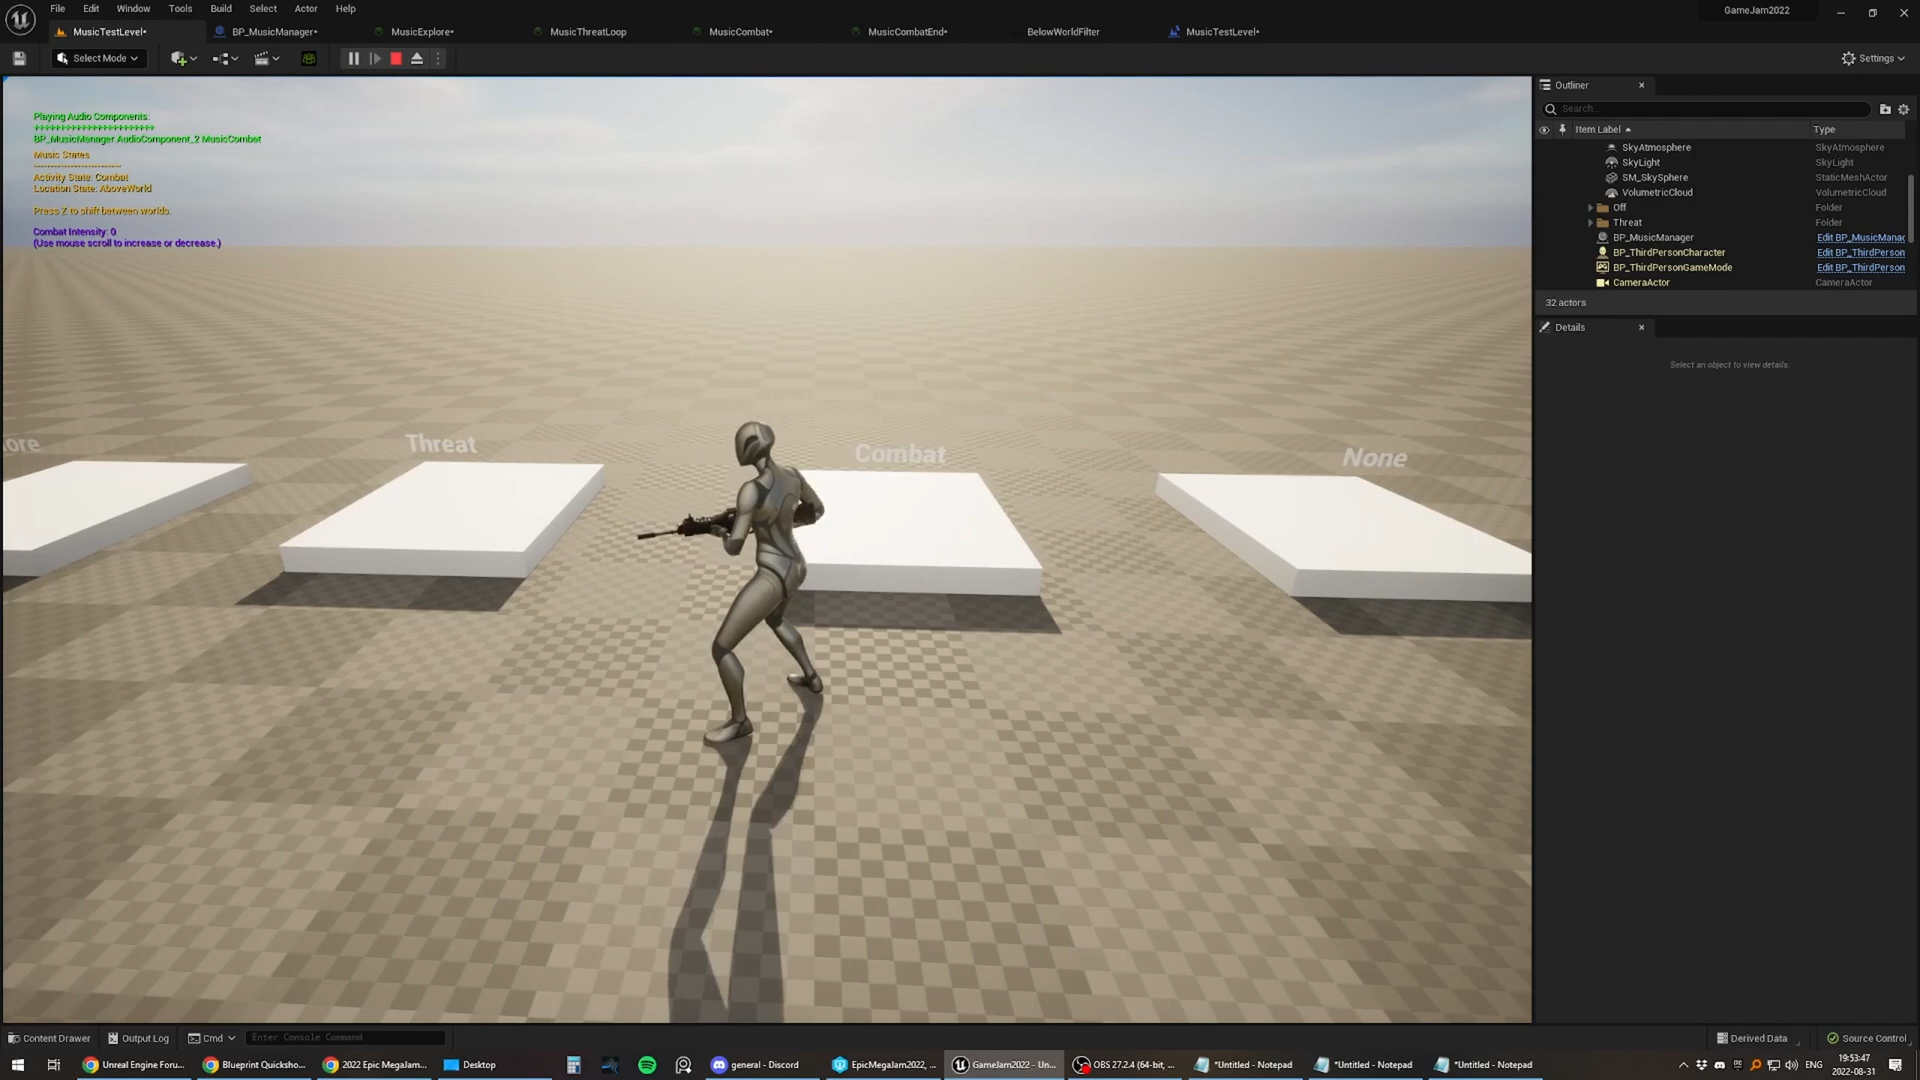 File Edit Window Tools Build Select Actor Help
GameJam2022
MusicTestLevel•
BP_MusicManager•
MusicExplore•
MusicThreatLoop
MusicCombat•
MusicCombatEnd•
BelowWorldFilter
MusicTestLevel•
Select Mode
Settings
Playing Audio Components:
++++++++++++++++++++++
BP_MusicManager AudioComponent_2 MusicCombat
Music States
Activity State: Combat
Location State: AboveWorld
Press Z to shift between worlds.
Combat Intensity: 0
(Use mouse scroll to increase or decrease.)
ore
Threat
Combat
None
Outliner
Search...
Item Label Type
SkyAtmosphere SkyAtmosphere
SkyLight SkyLight
SM_SkySphere StaticMeshActor
VolumetricCloud VolumetricCloud
Off Folder
Threat Folder
BP_MusicManager Edit BP_MusicManag
BP_ThirdPersonCharacter Edit BP_ThirdPerson
BP_ThirdPersonGameMode Edit BP_ThirdPerson
CameraActor CameraActor
32 actors
Details
Select an object to view details.
Content Drawer
Output Log
Cmd
Enter Console Command
Derived Data
Source Control
Unreal Engine Foru...
Blueprint Quicksho...
2022 Epic MegaJam...
Desktop
general - Discord
EpicMegaJam2022, ...
GameJam2022 - Un...
OBS 27.2.4 (64-bit, ...
*Untitled - Notepad
*Untitled - Notepad
*Untitled - Notepad
ENG
19:53:47
2022-08-31